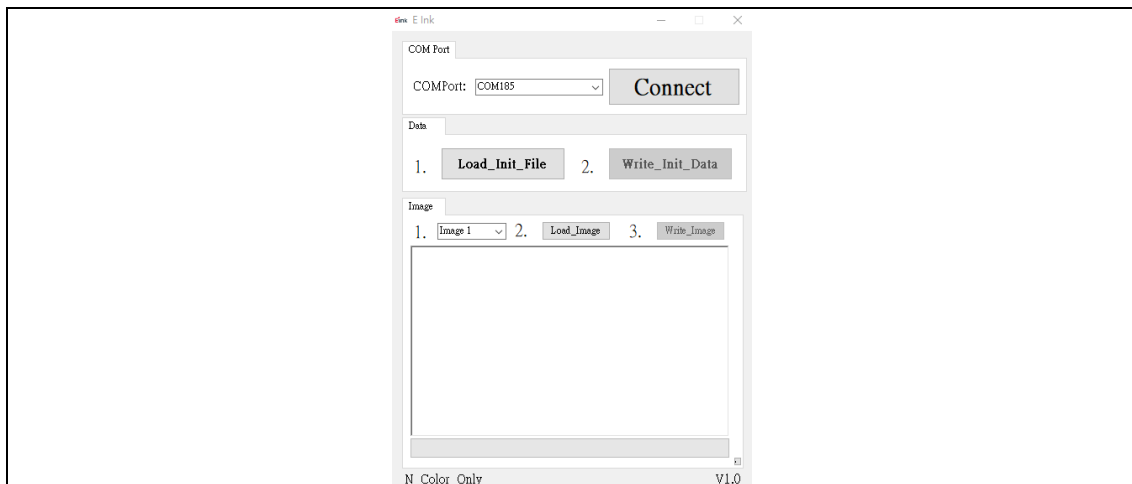 Eink E Ink
COM Port
COMPort: COM185 Connect
Data
1. Load_Init_File 2. Write_Init_Data
Image
1. Image 1 2. Load_Image 3. Write_Image
N Color Only V1.0